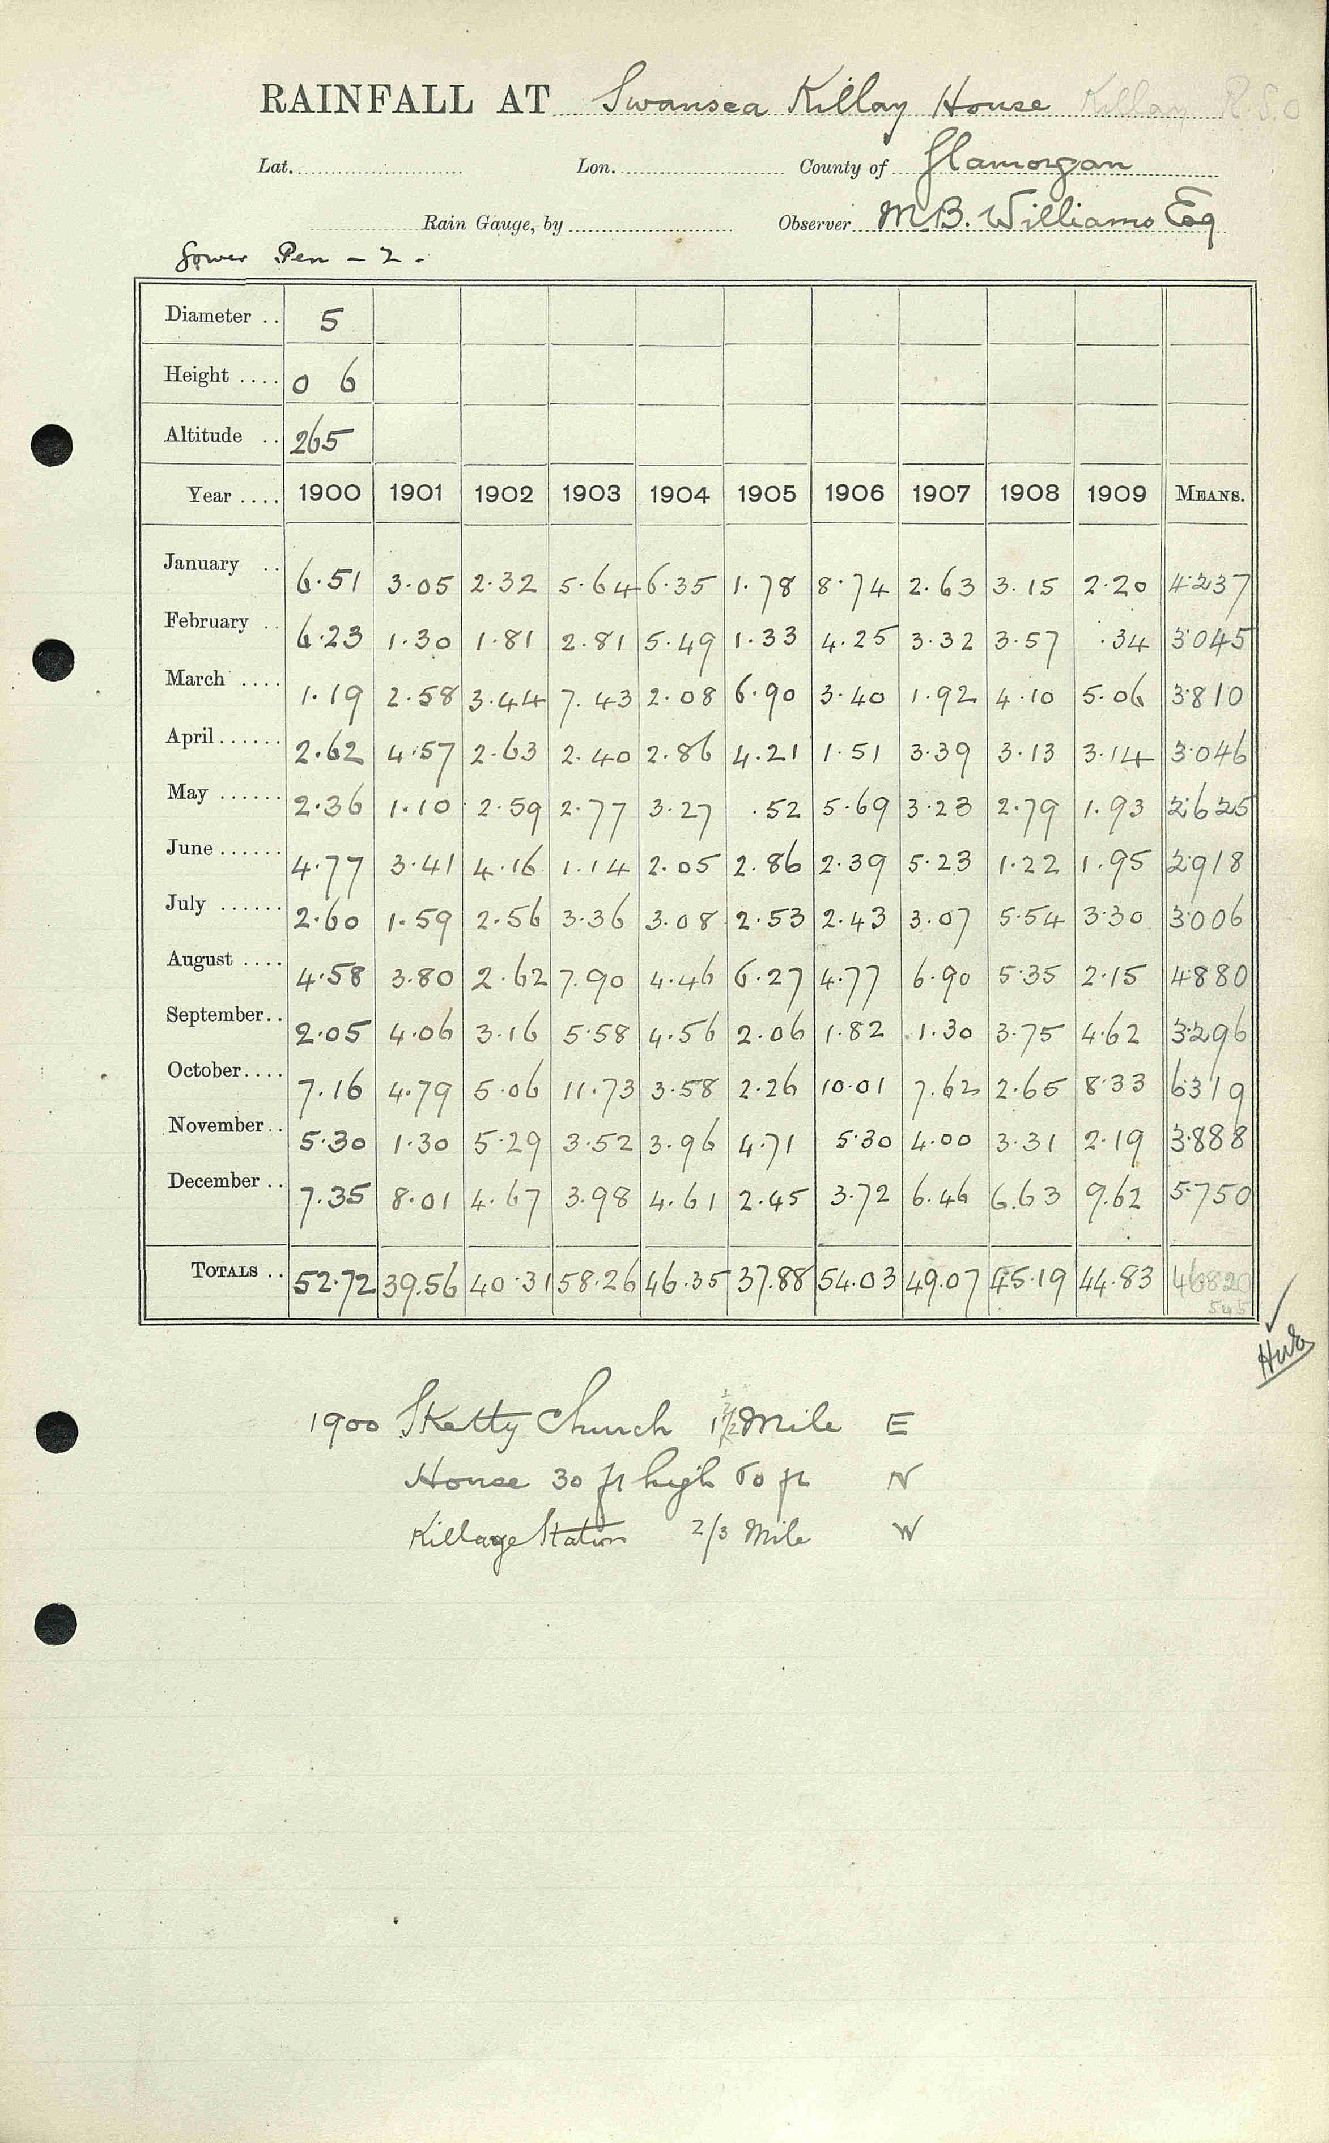 RAINFALL AT Swansea Killay House Killay R.S.O
Lat. Lon. County of Glamorgan
Rain Gauge, by Observer M.B. Williams Esq
Gower Pen - 2 -
Diameter .. 5
Height .... 0 6
Altitude .. 265
Year .... 1900 1901 1902 1903 1904 1905 1906 1907 1908 1909 MEANS.
January .. 6.51 3.05 2.32 5.64 6.35 1.78 8.74 2.63 3.15 2.20 4.237
February .. 6.23 1.30 1.81 2.81 5.49 1.33 4.25 3.32 3.57 .34 3.045
March .... 1.19 2.58 3.44 7.43 2.08 6.90 3.40 1.92 4.10 5.06 3.810
April ...... 2.62 4.57 2.63 2.40 2.86 4.21 1.51 3.39 3.13 3.14 3.046
May ...... 2.36 1.10 2.59 2.77 3.27 .52 5.69 3.23 2.79 1.93 2.625
June ...... 4.77 3.41 4.16 1.14 2.05 2.86 2.39 5.23 1.22 1.95 2.918
July ...... 2.60 1.59 2.56 3.36 3.08 2.53 2.43 3.07 5.54 3.30 3.006
August .... 4.58 3.80 2.62 7.90 4.46 6.27 4.77 6.90 5.35 2.15 4.880
September .. 2.05 4.06 3.16 5.58 4.56 2.06 1.82 1.30 3.75 4.62 3.296
October .... 7.16 4.79 5.06 11.73 3.58 2.26 10.01 7.62 2.65 8.33 6.319
November .. 5.30 1.30 5.29 3.52 3.96 4.71 5.30 4.00 3.31 2.19 3.888
December .. 7.35 8.01 4.67 3.98 4.61 2.45 3.72 6.46 6.63 9.62 5.750
TOTALS .. 52.72 39.56 40.31 58.26 46.35 37.88 54.03 49.07 45.19 44.83 46820
545
1900 Sketty Church 1 1/2 Mile E
House 30 ft high 60 ft N
Killage Station 2/3 Mile W